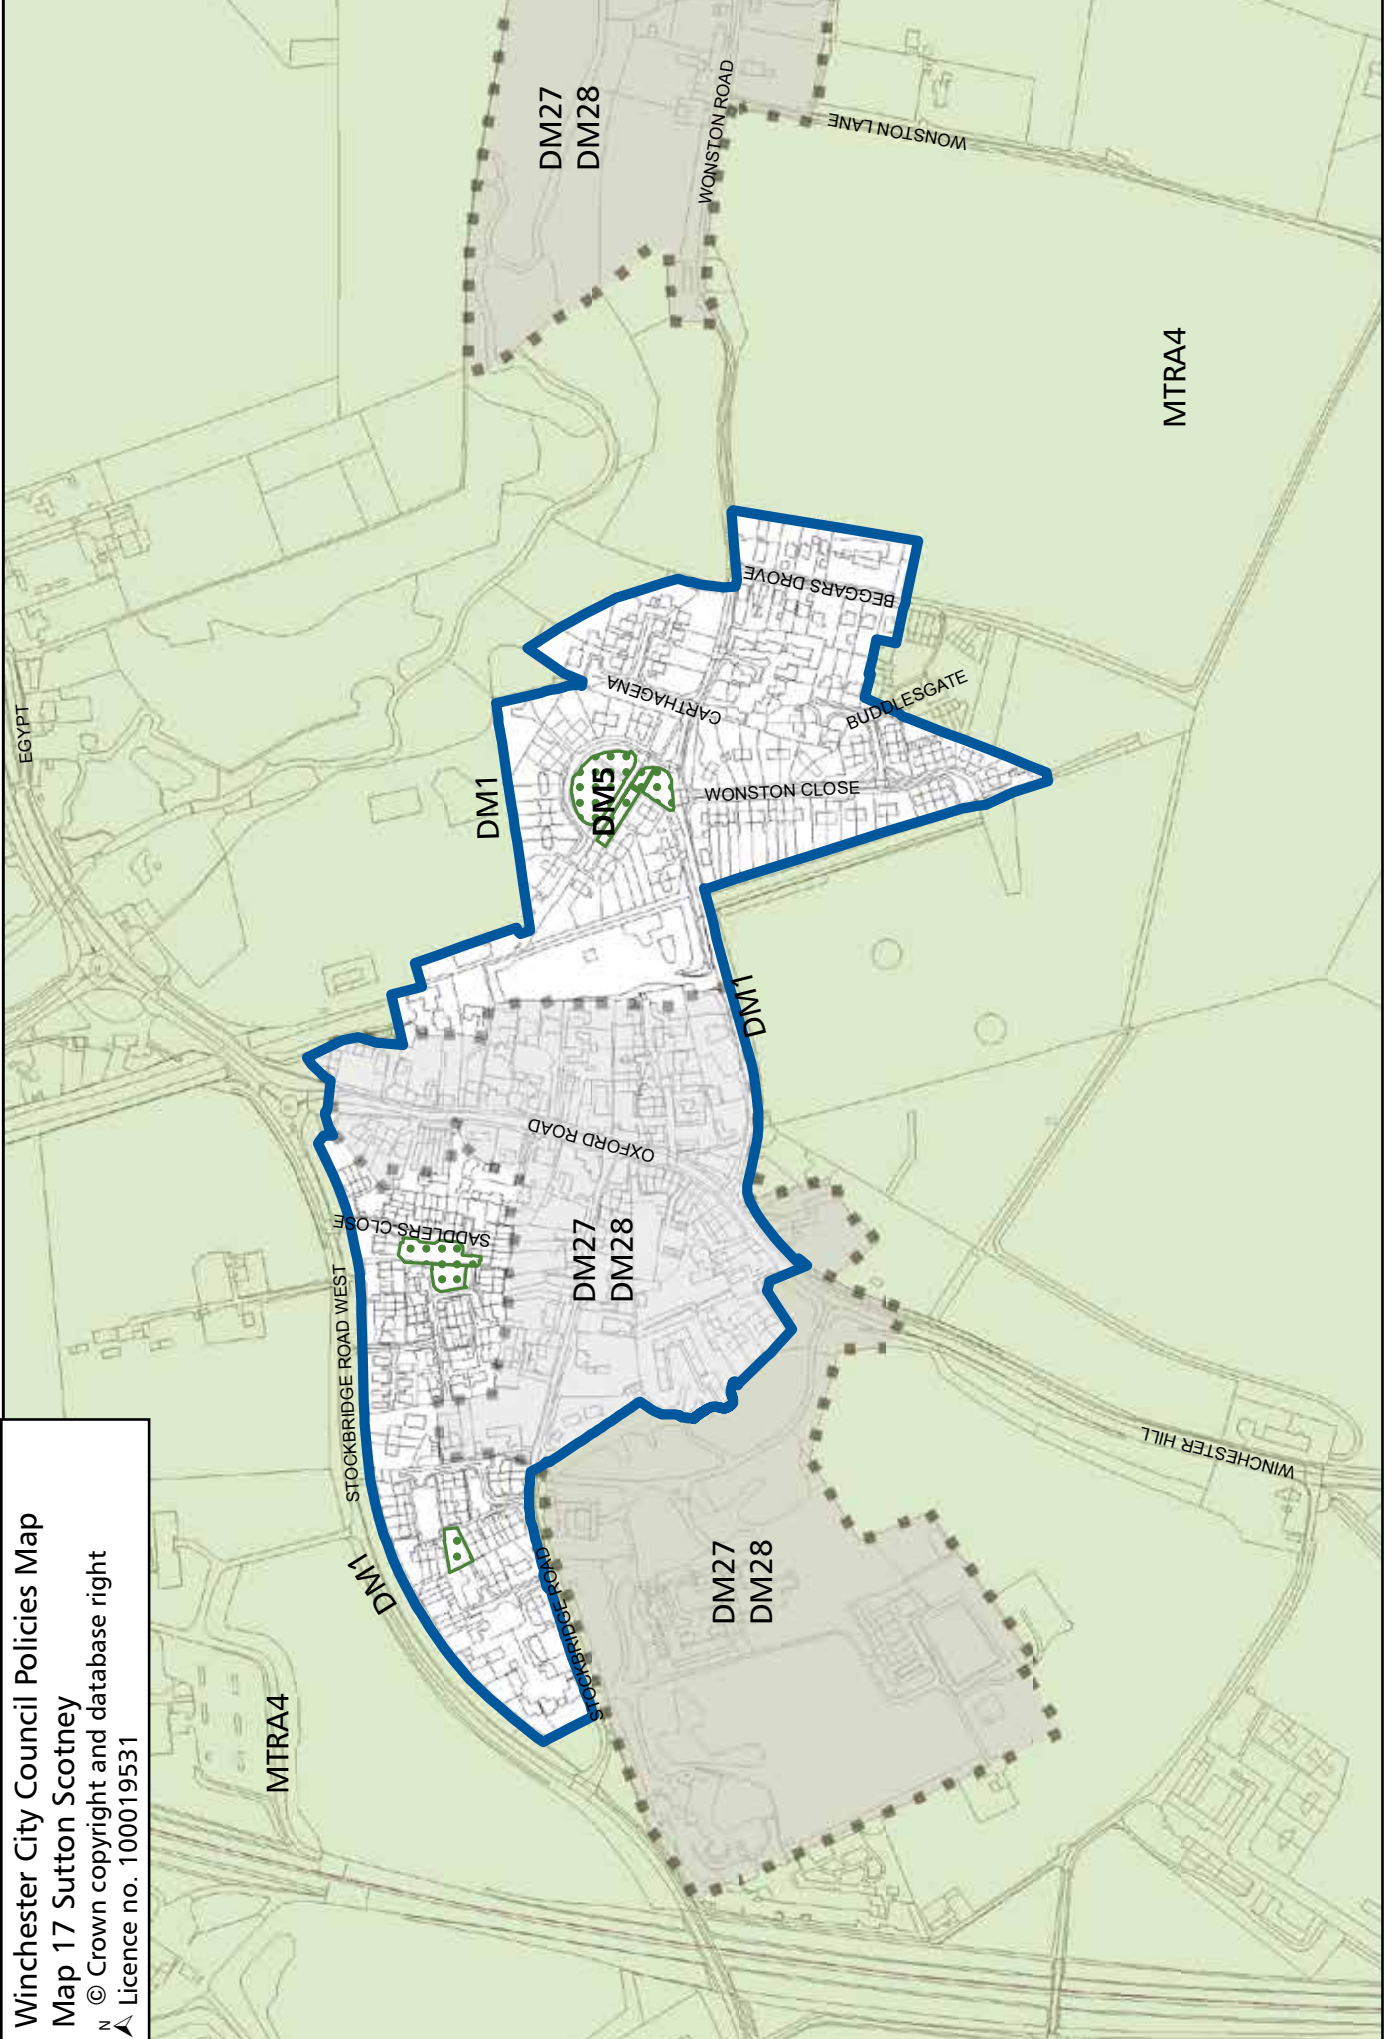 Winchester City Council Policies Map
Map 17 Sutton Scotney
N © Crown copyright and database right
Licence no. 100019531
MTRA4
DM1
STOCKBRIDGE ROAD WEST
STOCKBRIDGE ROAD
DM27
DM28
WINCHESTER HILL
SADDLERS CLOSE
DM27
DM28
OXFORD ROAD
DM1
EGYPT
DM1
DM5
WONSTON CLOSE
CARTHAGENA
BUDDLESGATE
BEGGARS DROVE
MTRA4
DM27
DM28
WONSTON ROAD
WONSTON LANE